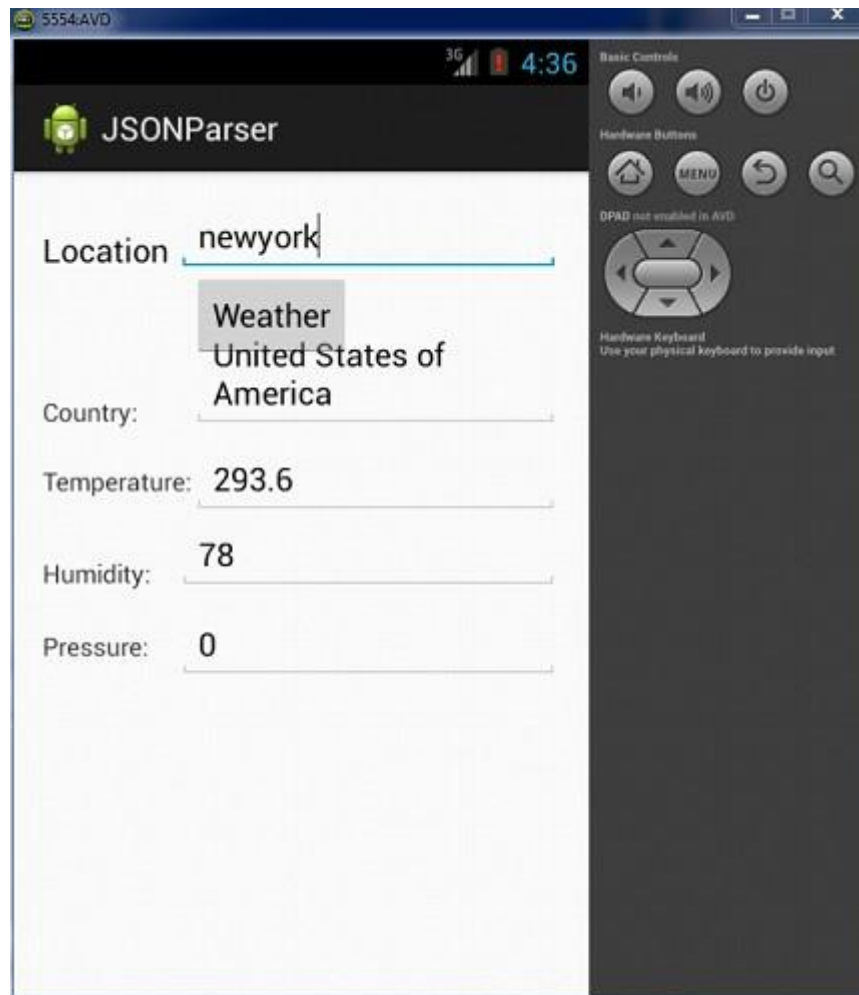 5554:AVD
3G 4:36
JSONParser
Location newyork
Weather
United States of
America
Country:
Temperature: 293.6
Humidity: 78
Pressure: 0
Basic Controls
Hardware Buttons
MENU
DPAD not enabled in AVD
Hardware Keyboard
Use your physical keyboard to provide input